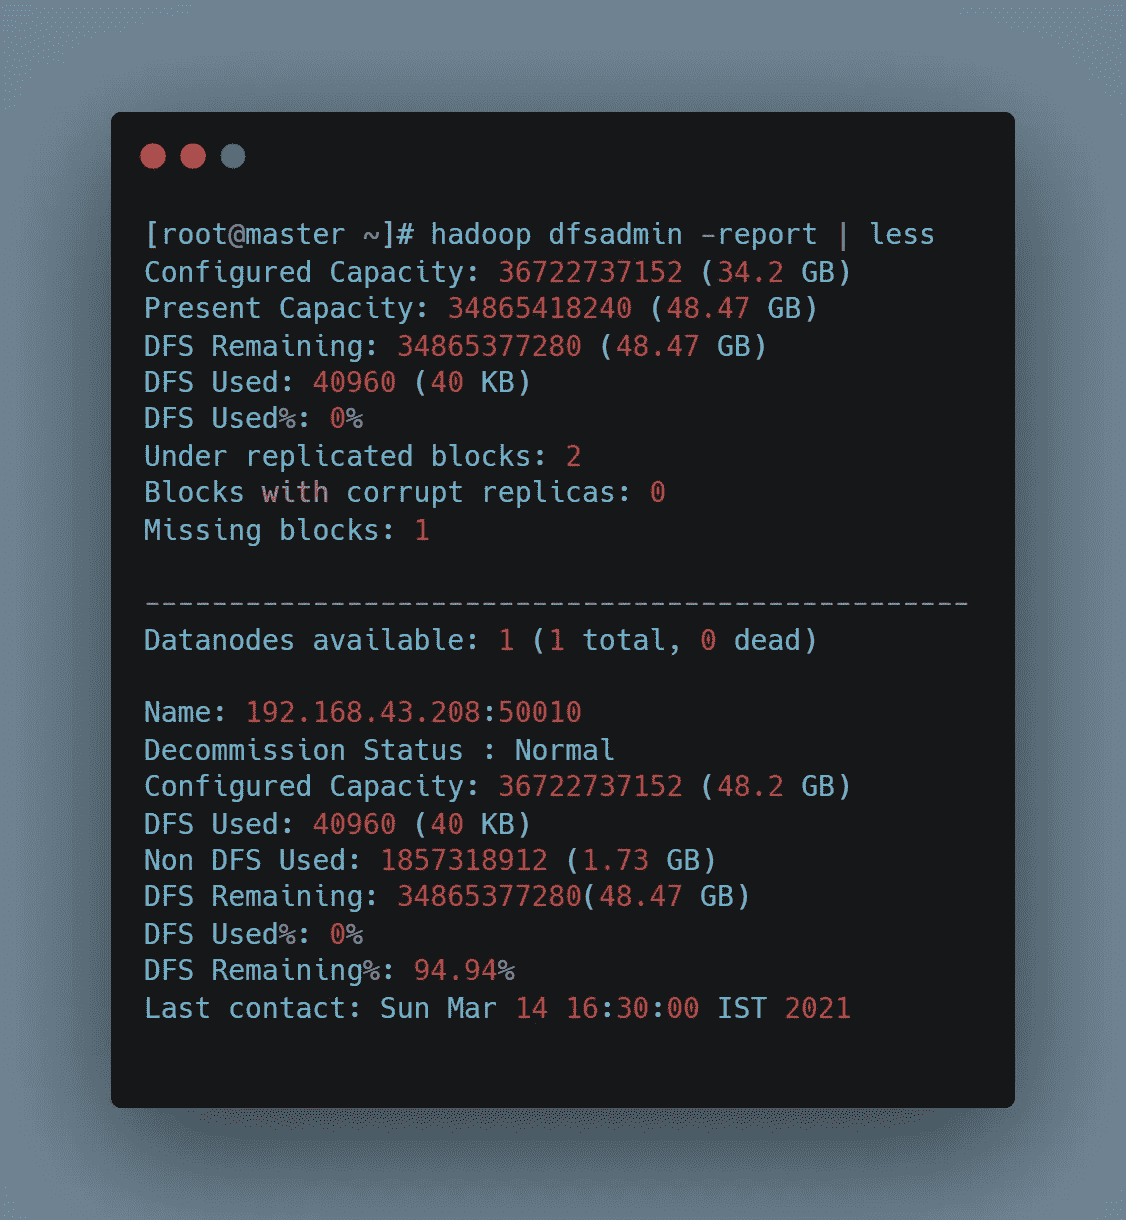 [root@master ~]# hadoop dfsadmin -report | less
Configured Capacity: 36722737152 (34.2 GB)
Present Capacity: 34865418240 (48.47 GB)
DFS Remaining: 34865377280 (48.47 GB)
DFS Used: 40960 (40 KB)
DFS Used%: 0%
Under replicated blocks: 2
Blocks with corrupt replicas: 0
Missing blocks: 1
-------------------------------------------------
Datanodes available: 1 (1 total, 0 dead)
Name: 192.168.43.208:50010
Decommission Status : Normal
Configured Capacity: 36722737152 (48.2 GB)
DFS Used: 40960 (40 KB)
Non DFS Used: 1857318912 (1.73 GB)
DFS Remaining: 34865377280(48.47 GB)
DFS Used%: 0%
DFS Remaining%: 94.94%
Last contact: Sun Mar 14 16:30:00 IST 2021